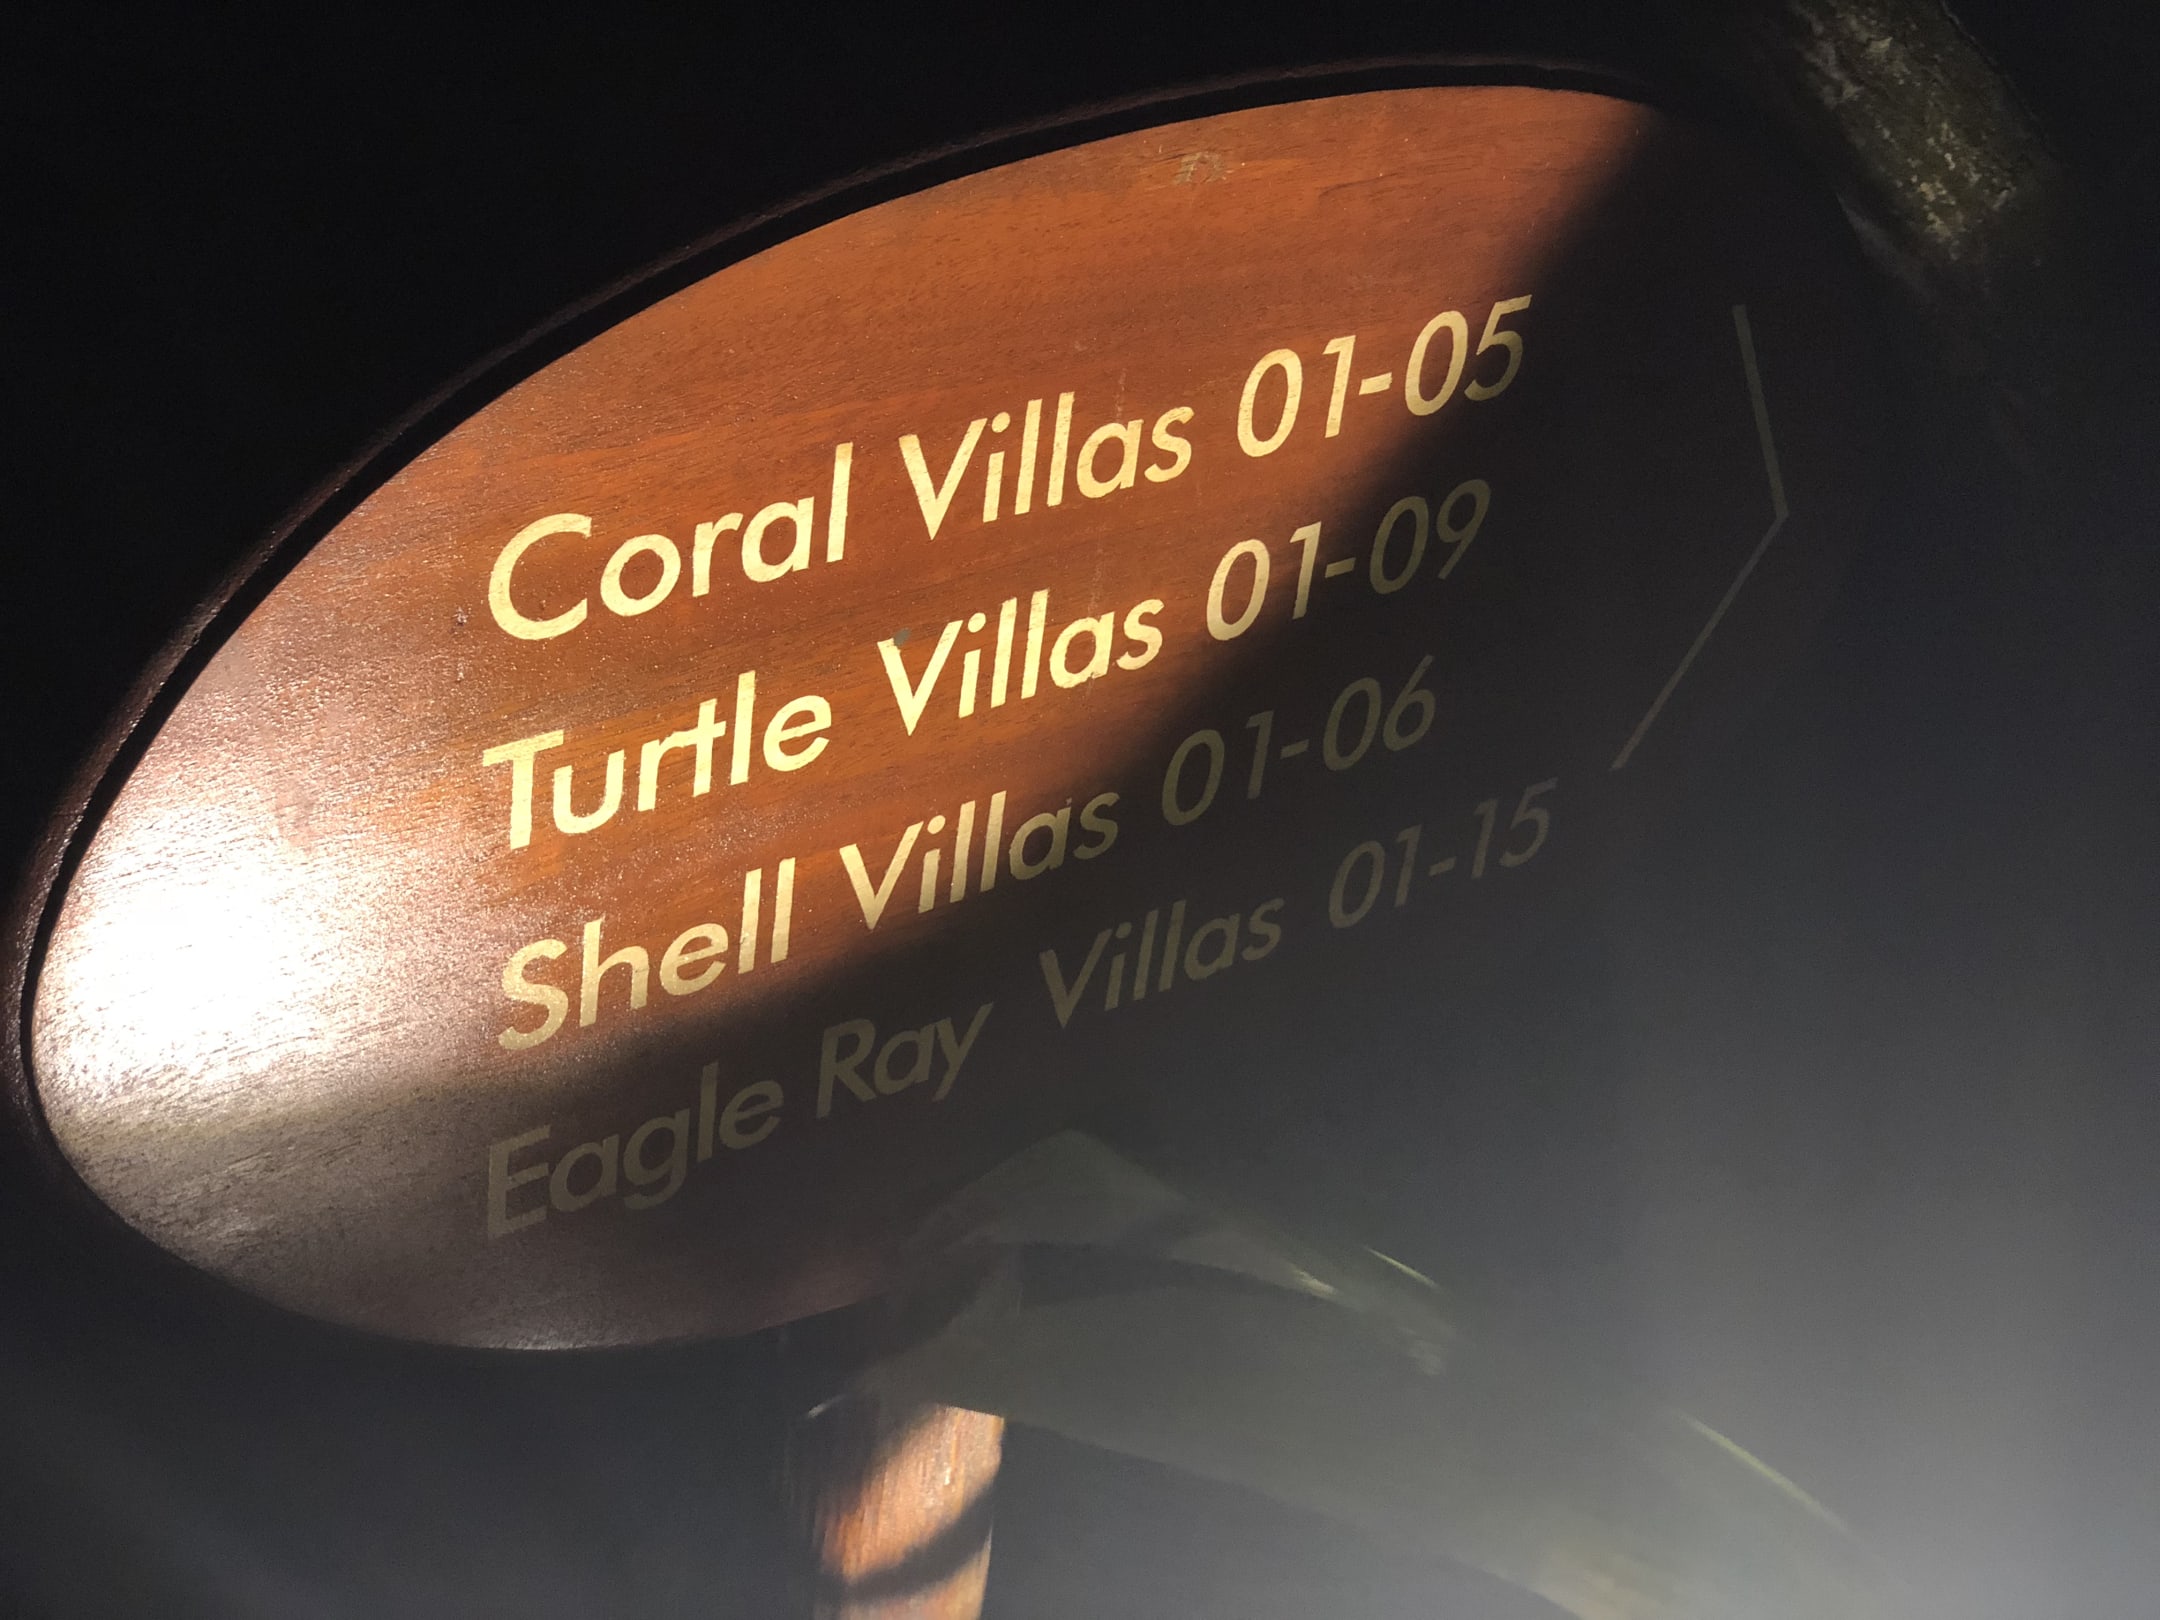 Coral Villas 01-05
Turtle Villas 01-09
Shell Villas 01-06
Eagle Ray Villas 01-15